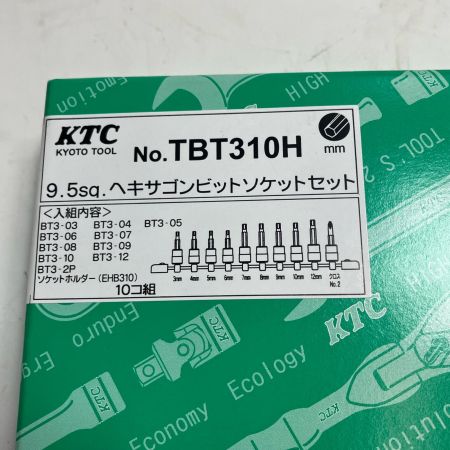 Emotion
HIGH
TOOL'S 2
KTC
KYOTO TOOL
No.TBT310H
mm
9.5sq.ヘキサゴンビットソケットセット
<入組内容>
BT3-03 BT3-04 BT3-05
BT3-06 BT3-07
BT3-08 BT3-09
BT3-10 BT3-12
BT3-2P
ソケットホルダー(EHB310)
10コ組
3mm 4mm 5mm 6mm 7mm 8mm 9mm 10mm 12mm クロス No.2
KTC
Enduro
Ecology
Economy